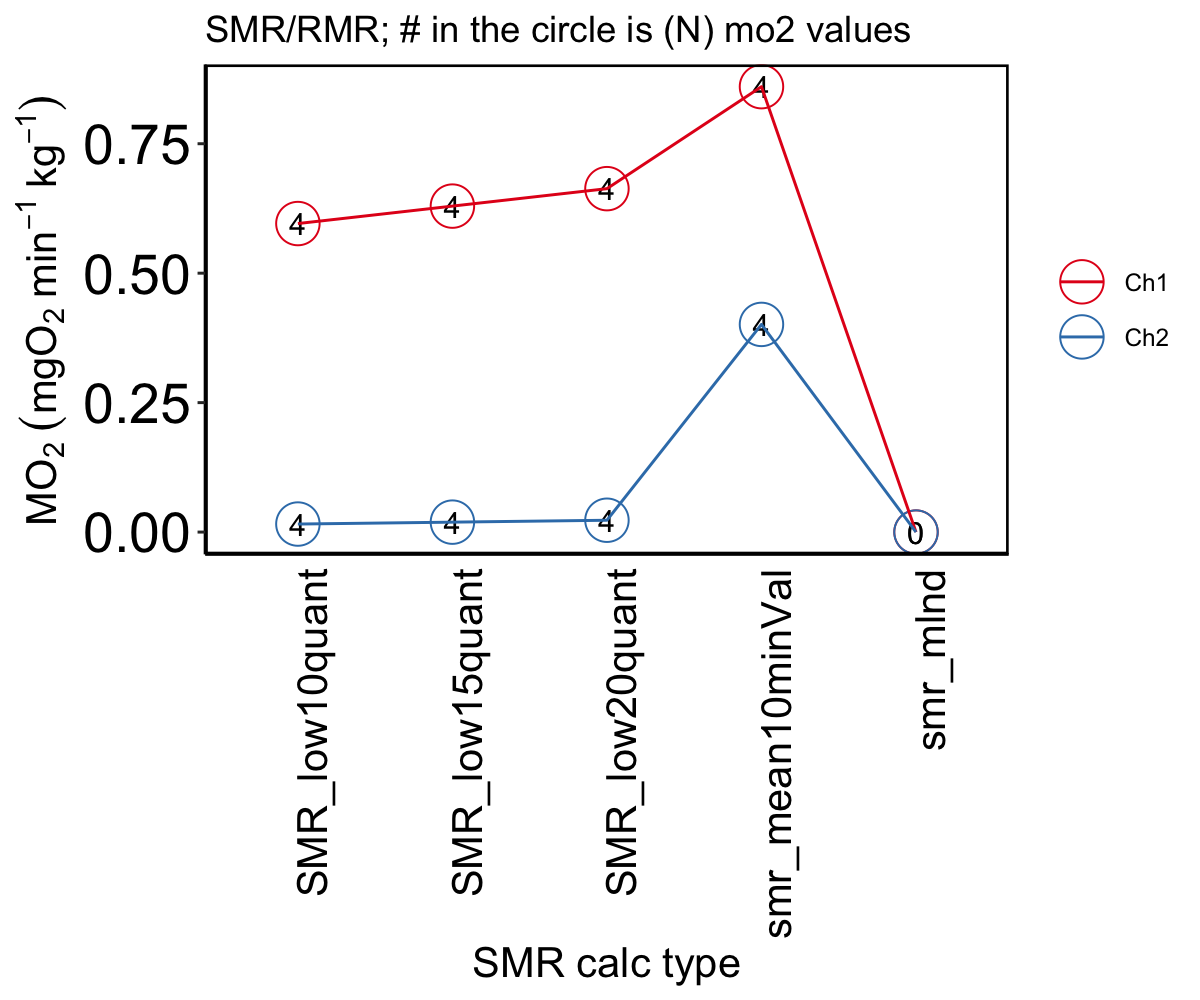 SMR/RMR; # in the circle is (N) mo2 values
MO₂ (mgO₂ min⁻¹ kg⁻¹)
0.75
0.50
0.25
0.00
4
4
4
4
4
4
4
4
0
Ch1
Ch2
SMR_low10quant
SMR_low15quant
SMR_low20quant
smr_mean10minVal
smr_mlnd
SMR calc type